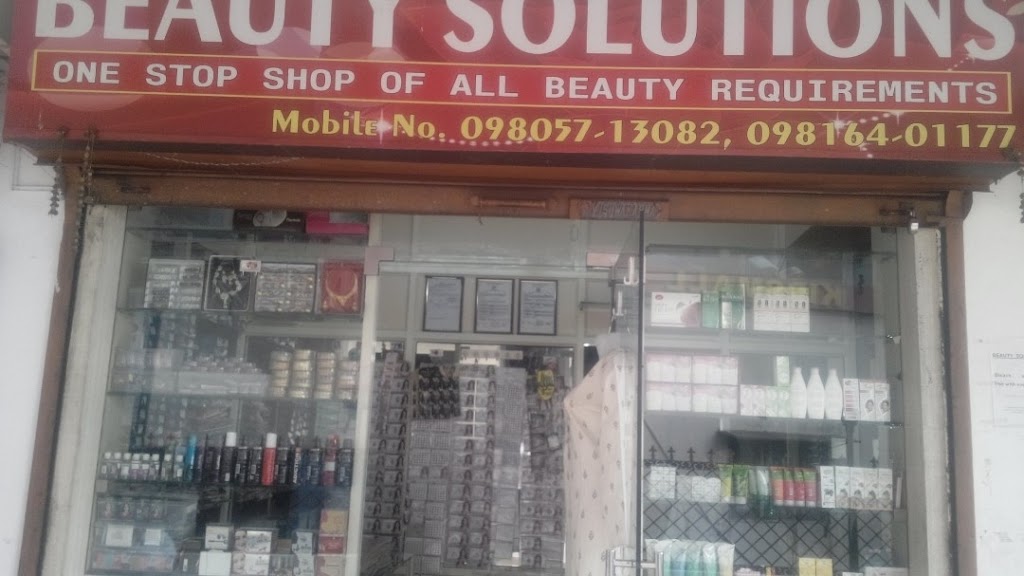 BEAUTY SOLUTIONS
ONE STOP SHOP OF ALL BEAUTY REQUIREMENTS
Mobile No. 098057-13082, 098164-01177